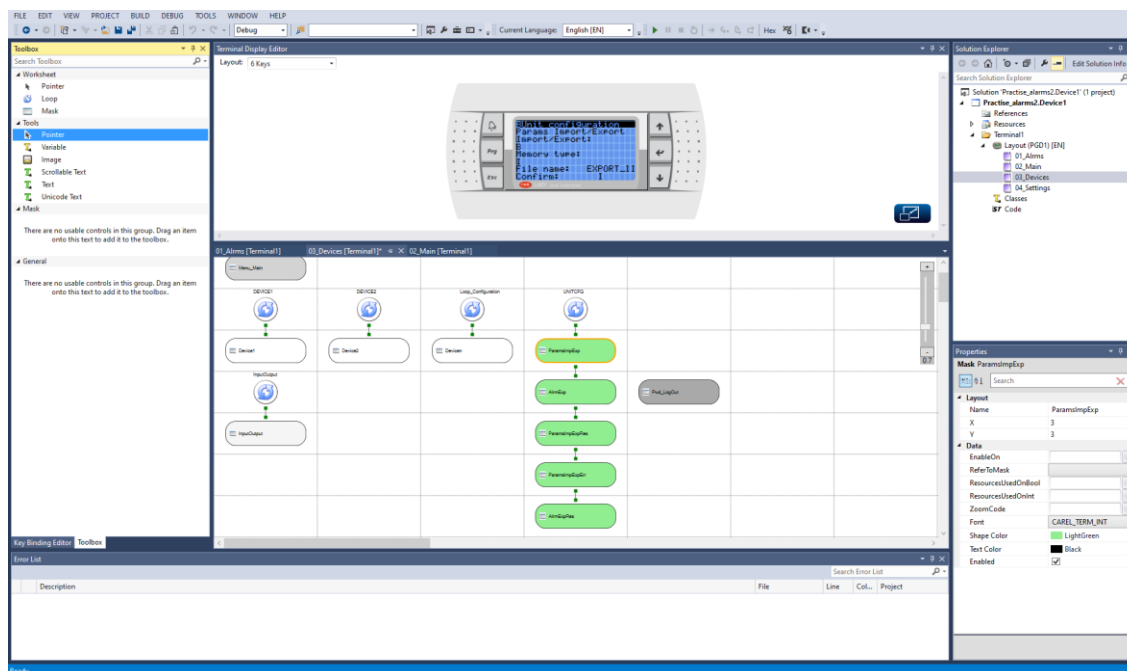 FILE EDIT VIEW PROJECT BUILD DEBUG TOOLS WINDOW HELP
Debug Current Language: English [EN] Hex
Toolbox
Search Toolbox
Worksheet
Pointer
Loop
Mask
Tools
Pointer
Variable
Image
Scrollable Text
Text
Unicode Text
Mask
There are no usable controls in this group. Drag an item
onto this text to add it to the toolbox.
General
There are no usable controls in this group. Drag an item
onto this text to add it to the toolbox.
Key Binding Editor Toolbox
Terminal Display Editor
Layout: 6 Keys
Unit configuration
Params Import/Export
Import/Export:
Memory type:
File name: EXPORT_
Confirm:
Prg
Esc
01_Alrms [Terminal1] 03_Devices [Terminal1]* 02_Main [Terminal1]
Menu_Main
DEVICE1 DEVICE2 Loop_Configuration UNITCFG
Device1 Device2 Devicen ParamsImpExp
InputOutput
AlrmExp Pwd_LogOut
InputOutput ParamsImpExpRes
ParamsImpExpErr
AlrmExpRes
0.7
Solution Explorer
Edit Solution Info
Search Solution Explorer
Solution 'Practise_alarms2.Device1' (1 project)
Practise_alarms2.Device1
References
Resources
Terminal1
Layout (PGD1) [EN]
01_Alrms
02_Main
03_Devices
04_Settings
Classes
ST Code
Properties
Mask ParamsImpExp
Search
Layout
Name ParamsImpExp
X 3
Y 3
Data
EnableOn
ReferToMask
ResourcesUsedOnBool
ResourcesUsedOnInt
ZoomCode
Font CAREL_TERM_INT
Shape Color LightGreen
Text Color Black
Enabled
Error List
Search Error List
Description File Line Col... Project
Ready